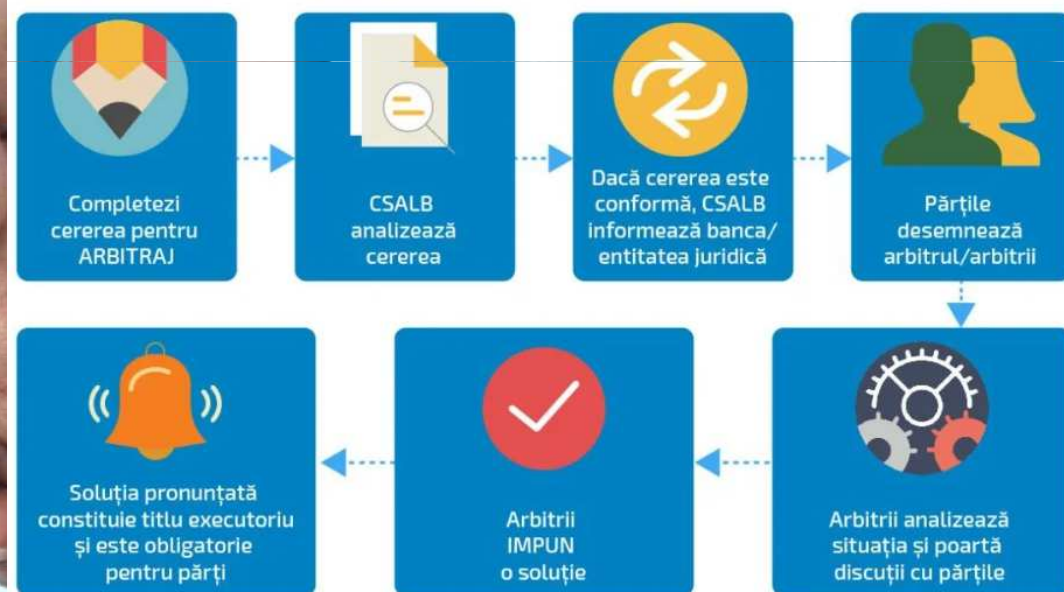 Completezi
cererea pentru
ARBITRAJ
CSALB
analizează
cererea
Dacă cererea este
conformă, CSALB
informează banca/
entitatea juridică
Părțile
desemnează
arbitrul/arbitrii
Arbitrii analizează
situația și poartă
discuții cu părțile
Arbitrii
IMPUN
o soluție
Soluția pronunțată
constituie titlu executoriu
și este obligatorie
pentru părți